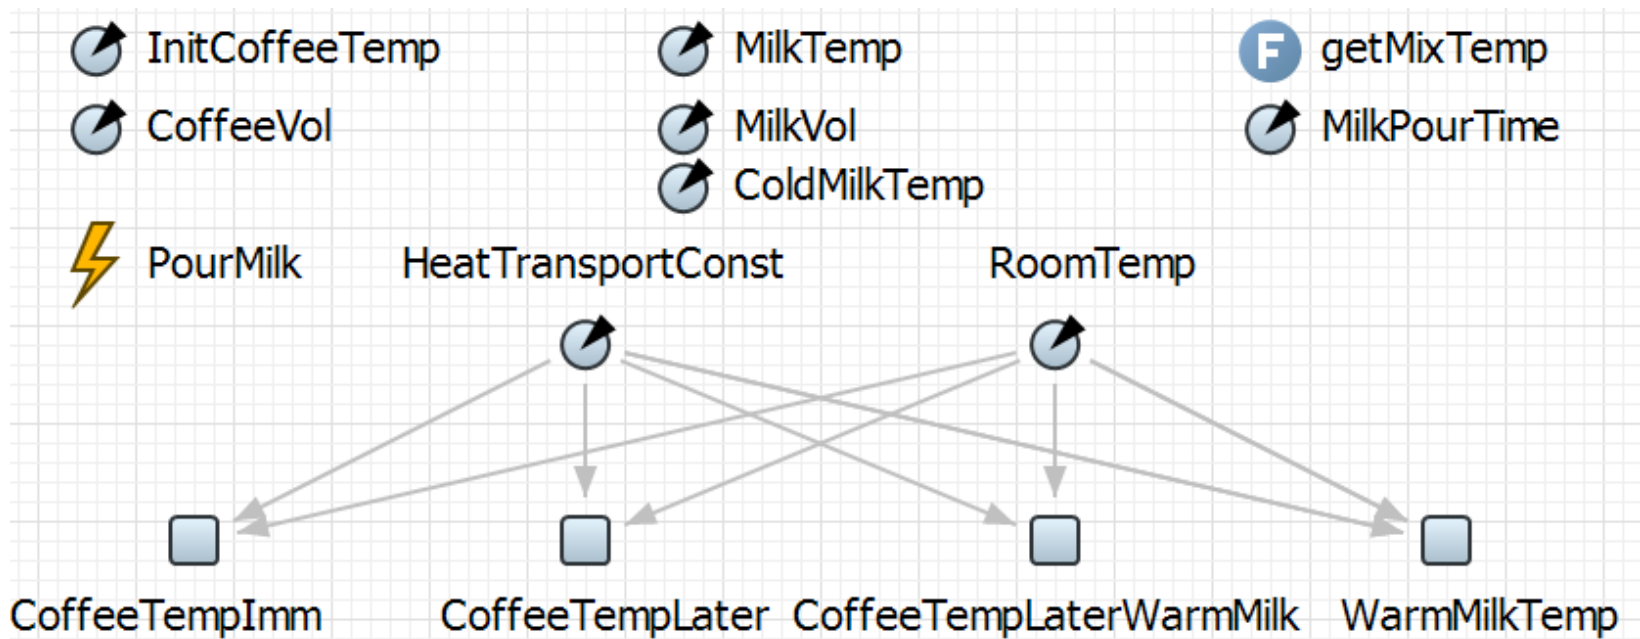 InitCoffeeTemp MilkTemp F getMixTemp
CoffeeVol MilkVol MilkPourTime
ColdMilkTemp
PourMilk HeatTransportConst RoomTemp
CoffeeTempImm CoffeeTempLater CoffeeTempLaterWarmMilk WarmMilkTemp